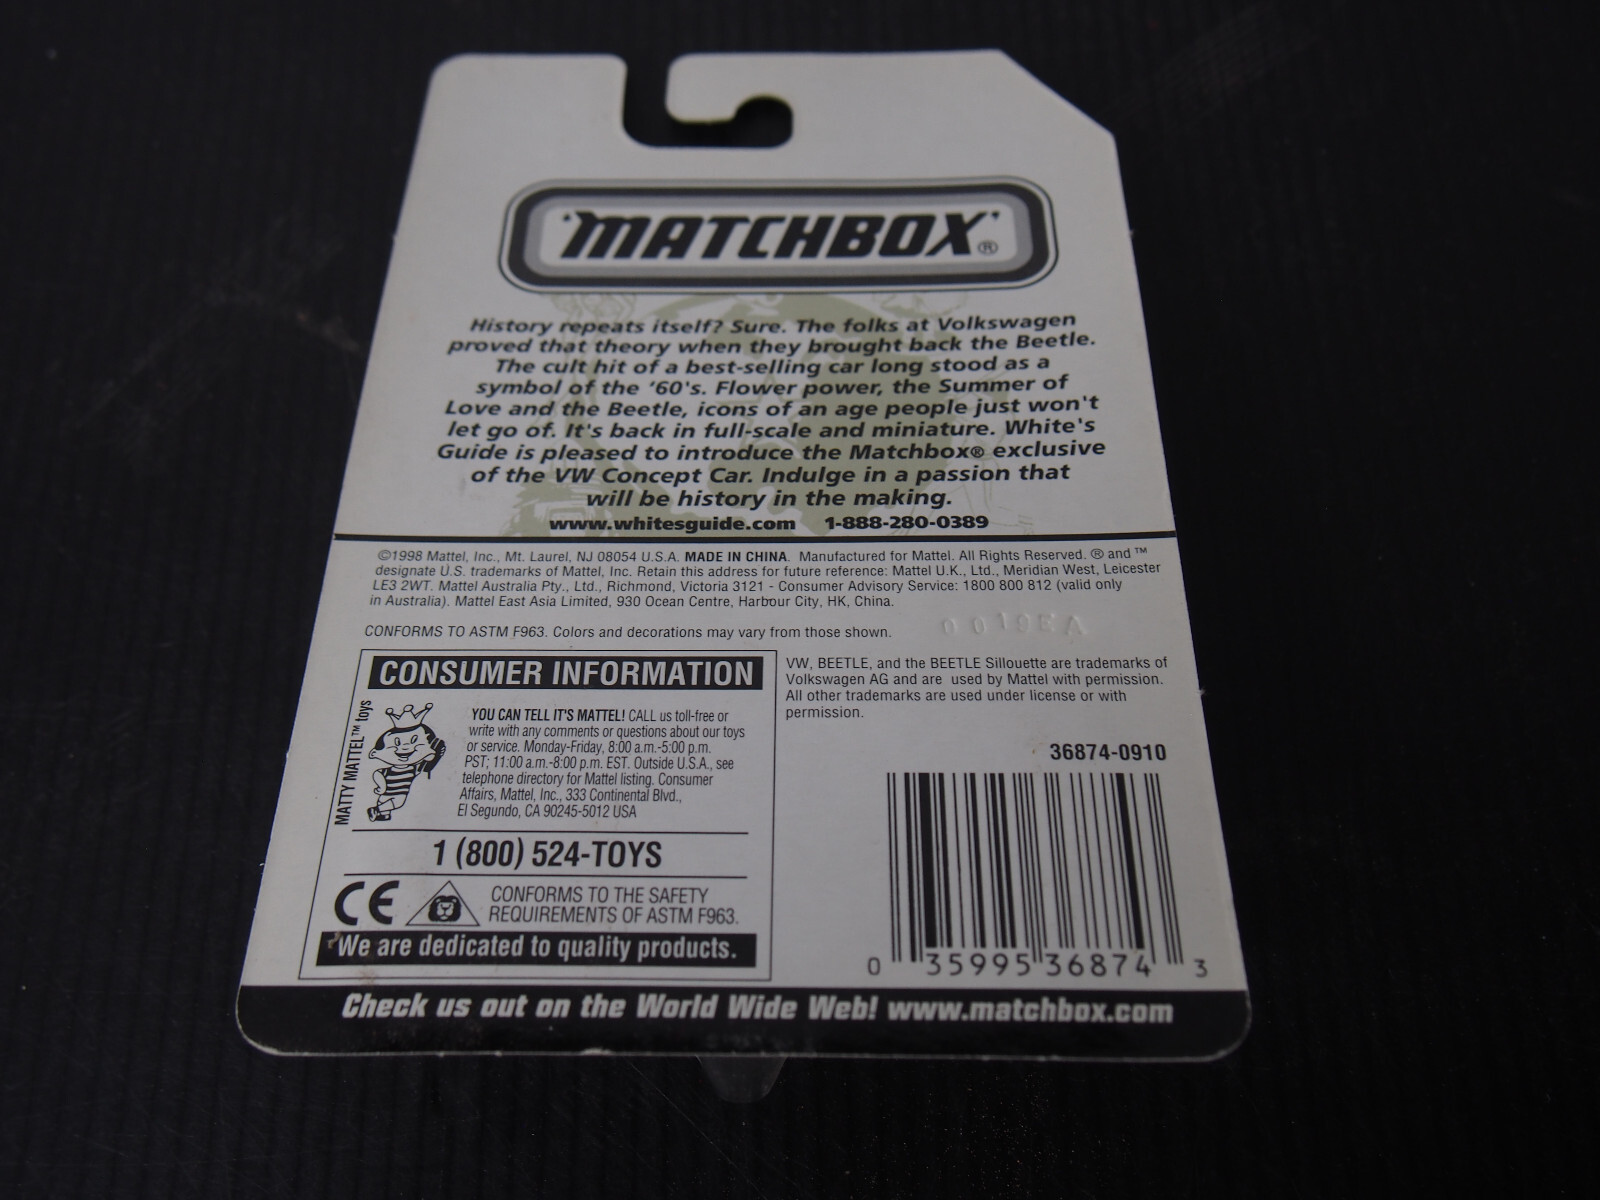 MATCHBOX®
History repeats itself? Sure. The folks at Volkswagen
proved that theory when they brought back the Beetle.
The cult hit of a best-selling car long stood as a
symbol of the '60's. Flower power, the Summer of
Love and the Beetle, icons of an age people just won't
let go of. It's back in full-scale and miniature. White's
Guide is pleased to introduce the Matchbox® exclusive
of the VW Concept Car. Indulge in a passion that
will be history in the making.
www.whitesguide.com 1-888-280-0389
©1998 Mattel, Inc., Mt. Laurel, NJ 08054 U.S.A. MADE IN CHINA. Manufactured for Mattel. All Rights Reserved. ® and ™
designate U.S. trademarks of Mattel, Inc. Retain this address for future reference: Mattel U.K., Ltd., Meridian West, Leicester
LE3 2WT. Mattel Australia Pty., Ltd., Richmond, Victoria 3121 - Consumer Advisory Service: 1800 800 812 (valid only
in Australia). Mattel East Asia Limited, 930 Ocean Centre, Harbour City, HK, China.
CONFORMS TO ASTM F963. Colors and decorations may vary from those shown.
0019EA
CONSUMER INFORMATION
MATTY MATTEL™ toys
YOU CAN TELL IT'S MATTEL! CALL us toll-free or
write with any comments or questions about our toys
or service. Monday-Friday, 8:00 a.m.-5:00 p.m.
PST; 11:00 a.m.-8:00 p.m. EST. Outside U.S.A., see
telephone directory for Mattel listing. Consumer
Affairs, Mattel, Inc., 333 Continental Blvd.,
El Segundo, CA 90245-5012 USA
1 (800) 524-TOYS
CE
CONFORMS TO THE SAFETY
REQUIREMENTS OF ASTM F963.
We are dedicated to quality products.
VW, BEETLE, and the BEETLE Sillouette are trademarks of
Volkswagen AG and are used by Mattel with permission.
All other trademarks are used under license or with
permission.
36874-0910
0 35995 36874 3
Check us out on the World Wide Web! www.matchbox.com